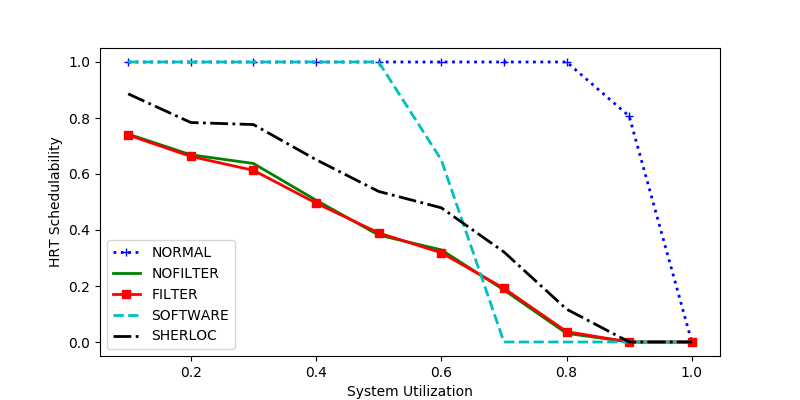 1.0
0.8
0.6
0.4
0.2
0.0
HRT Schedulability
NORMAL
NOFILTER
FILTER
SOFTWARE
SHERLOC
0.2 0.4 0.6 0.8 1.0
System Utilization